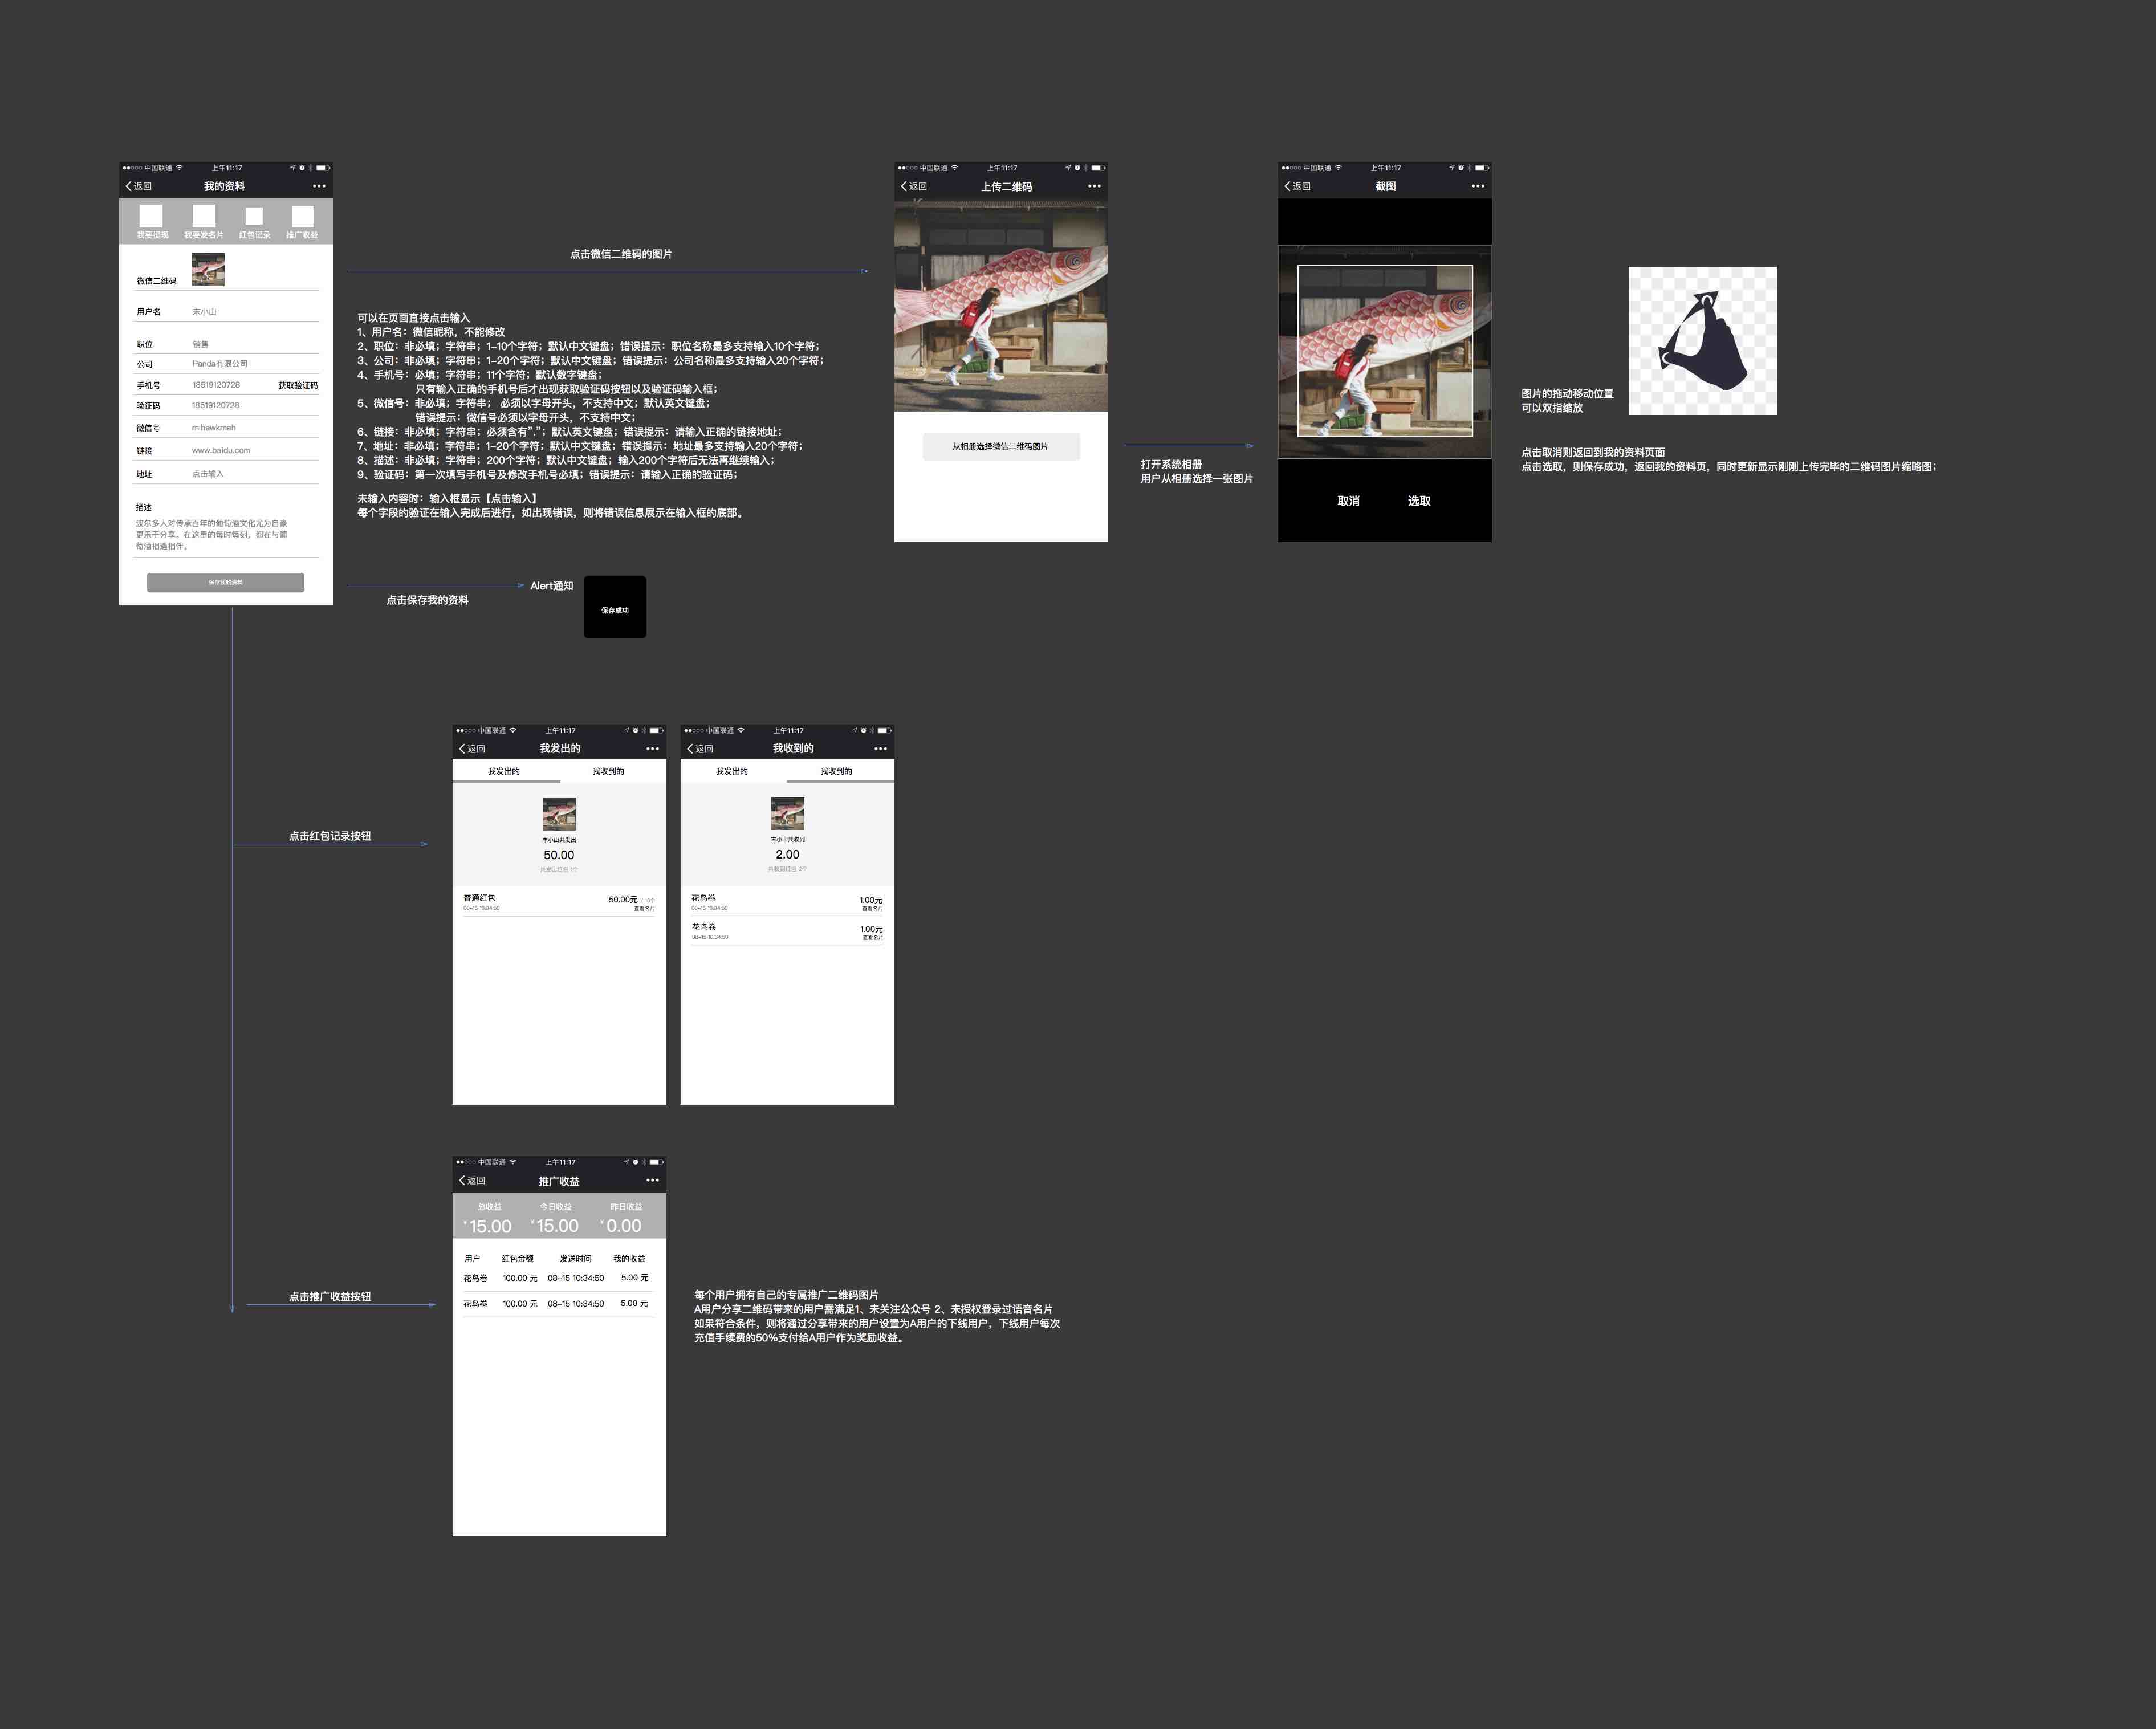 中国联通 上午11:17
返回 我的资料
我要提现 我要发名片 红包记录 推广收益
微信二维码
用户名 宋小山
职位 销售
公司 Panda有限公司
手机号 18519120728 获取验证码
验证码 18519120728
微信号 mihawkmah
链接 www.baidu.com
地址 点击输入
描述
波尔多人对传承百年的葡萄酒文化尤为自豪
更乐于分享。在这里的每时每刻，都在与葡
萄酒相遇相伴。
保存我的资料
点击微信二维码的图片
可以在页面直接点击输入
1、用户名：微信昵称，不能修改
2、职位：非必填；字符串；1-10个字符；默认中文键盘；错误提示：职位名称最多支持输入10个字符；
3、公司：非必填；字符串；1-20个字符；默认中文键盘；错误提示：公司名称最多支持输入20个字符；
4、手机号：必填；字符串；11个字符；默认数字键盘；
只有输入正确的手机号后才出现获取验证码按钮以及验证码输入框；
5、微信号：非必填；字符串； 必须以字母开头，不支持中文；默认英文键盘；
错误提示：微信号必须以字母开头，不支持中文；
6、链接：非必填；字符串；必须含有"."；默认英文键盘；错误提示：请输入正确的链接地址；
7、地址：非必填；字符串；1-20个字符；默认中文键盘；错误提示：地址最多支持输入20个字符；
8、描述：非必填；字符串；200个字符；默认中文键盘；输入200个字符后无法再继续输入；
9、验证码：第一次填写手机号及修改手机号必填；错误提示：请输入正确的验证码；
未输入内容时：输入框显示【点击输入】
每个字段的验证在输入完成后进行，如出现错误，则将错误信息展示在输入框的底部。
点击保存我的资料
Alert通知
保存成功
中国联通 上午11:17
返回 上传二维码
从相册选择微信二维码图片
打开系统相册
用户从相册选择一张图片
中国联通 上午11:17
返回 截图
取消 选取
图片的拖动移动位置
可以双指缩放
点击取消则返回到我的资料页面
点击选取，则保存成功，返回我的资料页，同时更新显示刚刚上传完毕的二维码图片缩略图；
点击红包记录按钮
中国联通 上午11:17
返回 我发出的
我发出的 我收到的
宋小山共发出
50.00
共发出红包 1个
普通红包 50.00元 / 10个
08-15 10:34:50 查看名片
中国联通 上午11:17
返回 我收到的
我发出的 我收到的
宋小山共收到
2.00
共收到红包 2个
花鸟卷 1.00元
08-15 10:34:50 查看名片
花鸟卷 1.00元
08-15 10:34:50 查看名片
点击推广收益按钮
中国联通 上午11:17
返回 推广收益
总收益 今日收益 昨日收益
¥15.00 ¥15.00 ¥0.00
用户 红包金额 发送时间 我的收益
花鸟卷 100.00 元 08-15 10:34:50 5.00 元
花鸟卷 100.00 元 08-15 10:34:50 5.00 元
每个用户拥有自己的专属推广二维码图片
A用户分享二维码带来的用户需满足1、未关注公众号 2、未授权登录过语音名片
如果符合条件，则将通过分享带来的用户设置为A用户的下线用户，下线用户每次
充值手续费的50%支付给A用户作为奖励收益。